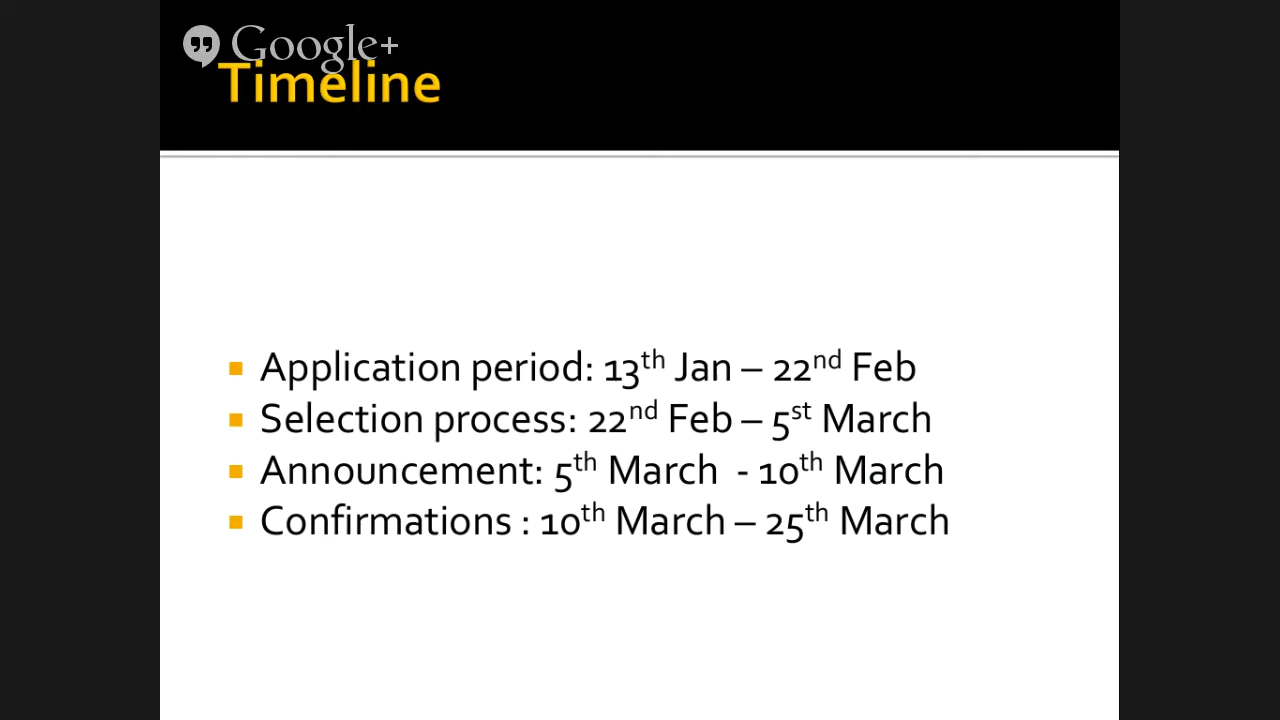 Google+
Timeline
Application period: 13th Jan – 22nd Feb
Selection process: 22nd Feb – 5st March
Announcement: 5th March - 10th March
Confirmations : 10th March – 25th March